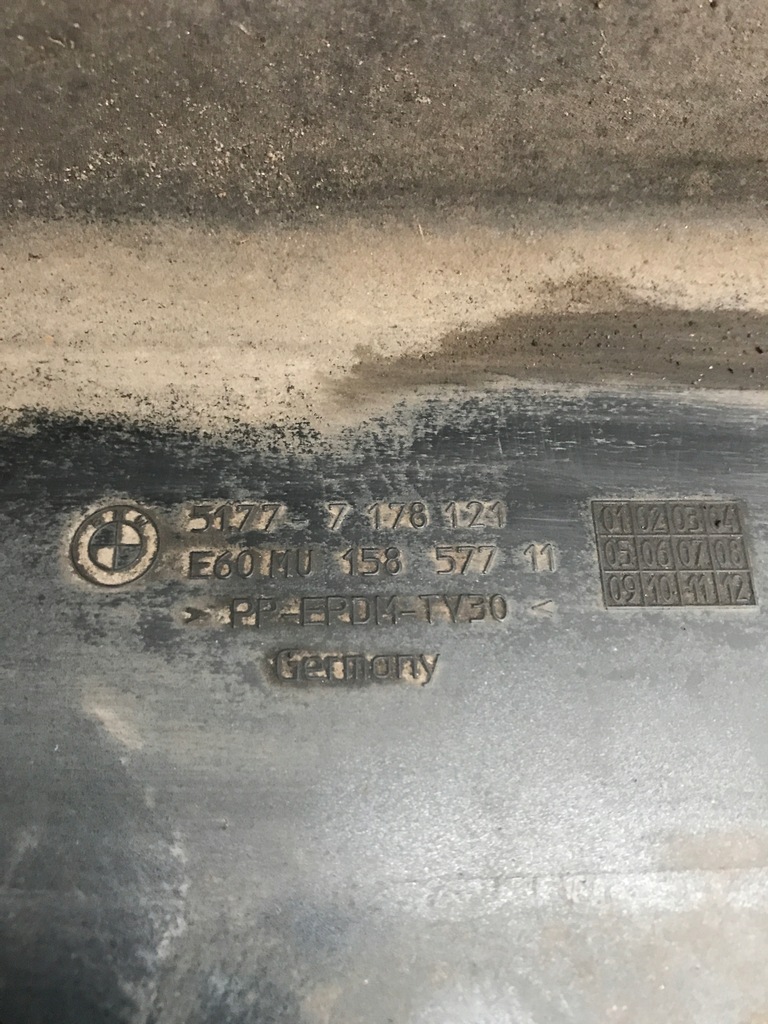 BMW
5177 7 178 121
E60 MU 158 577 11
> PP-EPDM-TV30 <
Germany
01 02 03 04
05 06 07 08
09 10 11 12